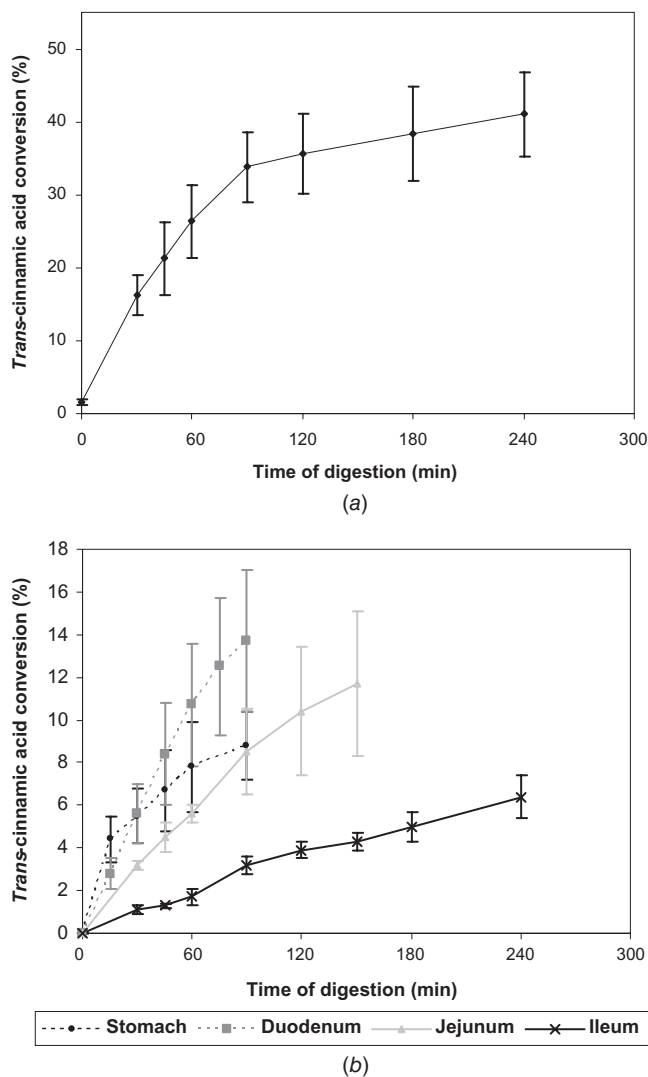 Trans-cinnamic acid conversion (%)
50
40
30
20
10
0
0 60 120 180 240 300
Time of digestion (min)
(a)
Trans-cinnamic acid conversion (%)
18
16
14
12
10
8
6
4
2
0
0 60 120 180 240 300
Time of digestion (min)
Stomach Duodenum Jejunum Ileum
(b)